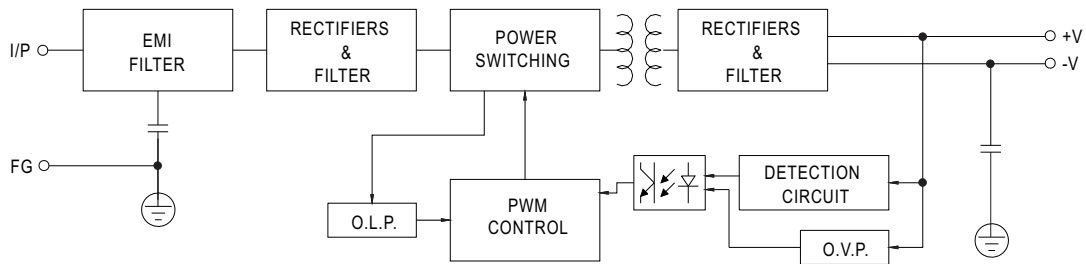 I/P
EMI
FILTER
RECTIFIERS
&
FILTER
POWER
SWITCHING
RECTIFIERS
&
FILTER
+V
-V
FG
O.L.P.
PWM
CONTROL
DETECTION
CIRCUIT
O.V.P.